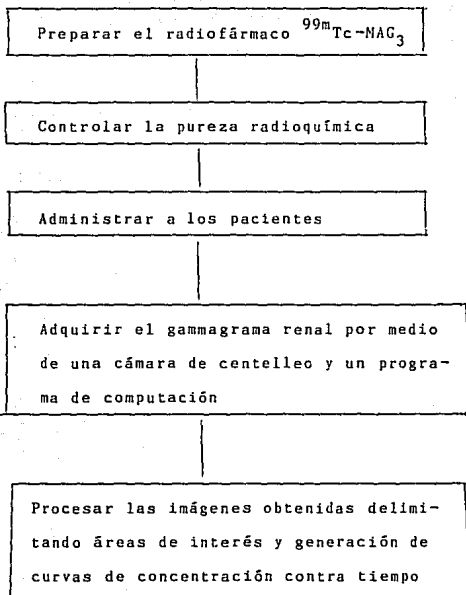 Preparar el radiofármaco ⁹⁹ᵐTc-MAG₃
Controlar la pureza radioquímica
Administrar a los pacientes
Adquirir el gammagrama renal por medio
de una cámara de centelleo y un progra-
ma de computación
Procesar las imágenes obtenidas delimi-
tando áreas de interés y generación de
curvas de concentración contra tiempo